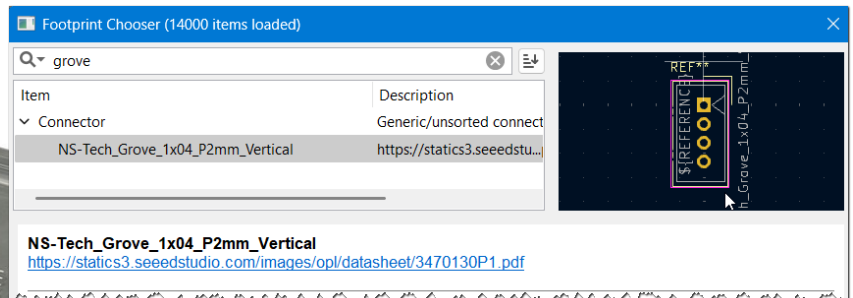 Footprint Chooser (14000 items loaded)
grove
Item Description
Connector Generic/unsorted connect
NS-Tech_Grove_1x04_P2mm_Vertical https://statics3.seeedstu...
REF**
${REFERENCE}
h_Grove_1x04_P2mm_
NS-Tech_Grove_1x04_P2mm_Vertical
https://statics3.seeedstudio.com/images/opl/datasheet/3470130P1.pdf